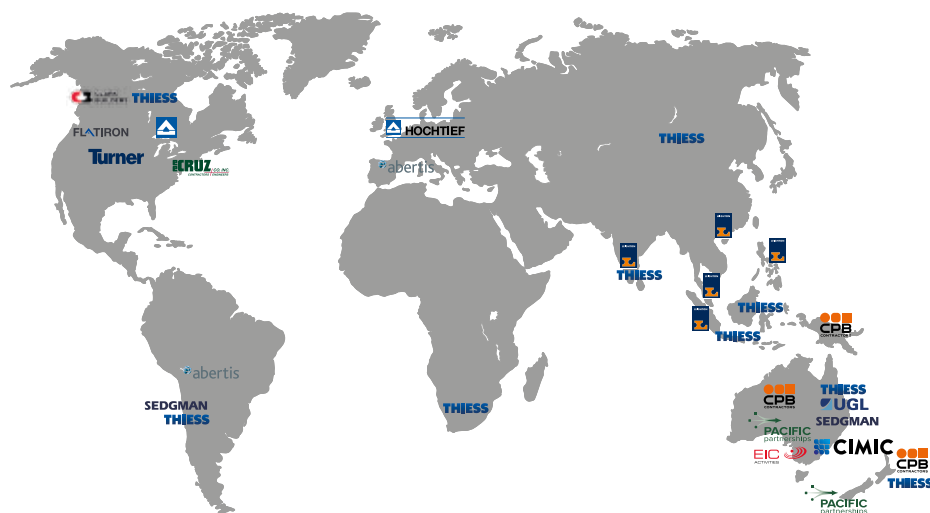 THIESS
FLATIRON
Turner
CRUZ
HOCHTIEF
abertis
THIESS
THIESS
THIESS
THIESS
CPB
CONTRACTORS
abertis
SEDGMAN
THIESS
THIESS
CPB
CONTRACTORS
THIESS
UGL
SEDGMAN
PACIFIC
partnerships
EIC
ACTIVITIES
CIMIC
CPB
CONTRACTORS
THIESS
PACIFIC
partnerships